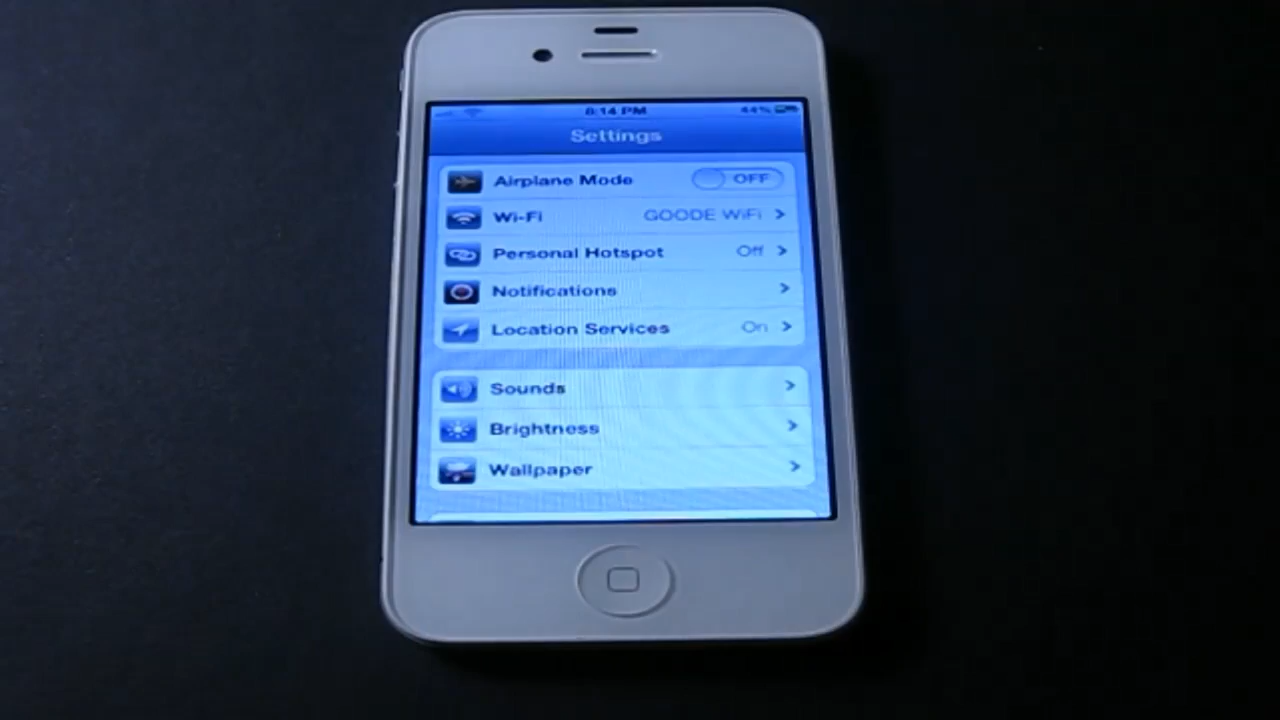 8:14 PM 44%
Settings
Airplane Mode OFF
Wi-Fi GOODE WiFi
Personal Hotspot Off
Notifications
Location Services On
Sounds
Brightness
Wallpaper